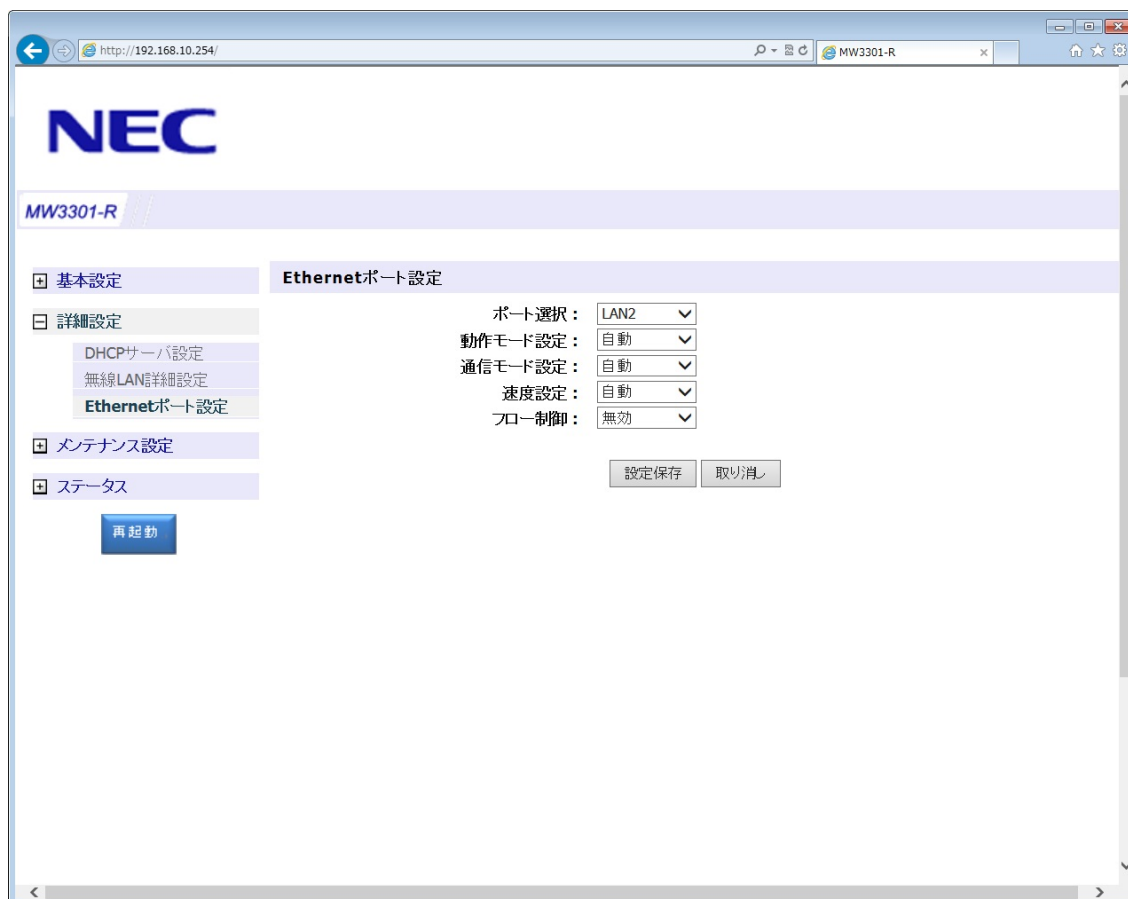 http://192.168.10.254/
MW3301-R
NEC
MW3301-R
基本設定
詳細設定
DHCPサーバ設定
無線LAN詳細設定
Ethernetポート設定
メンテナンス設定
ステータス
再起動
Ethernetポート設定
ポート選択： LAN2
動作モード設定： 自動
通信モード設定： 自動
速度設定： 自動
フロー制御： 無効
設定保存 取り消し